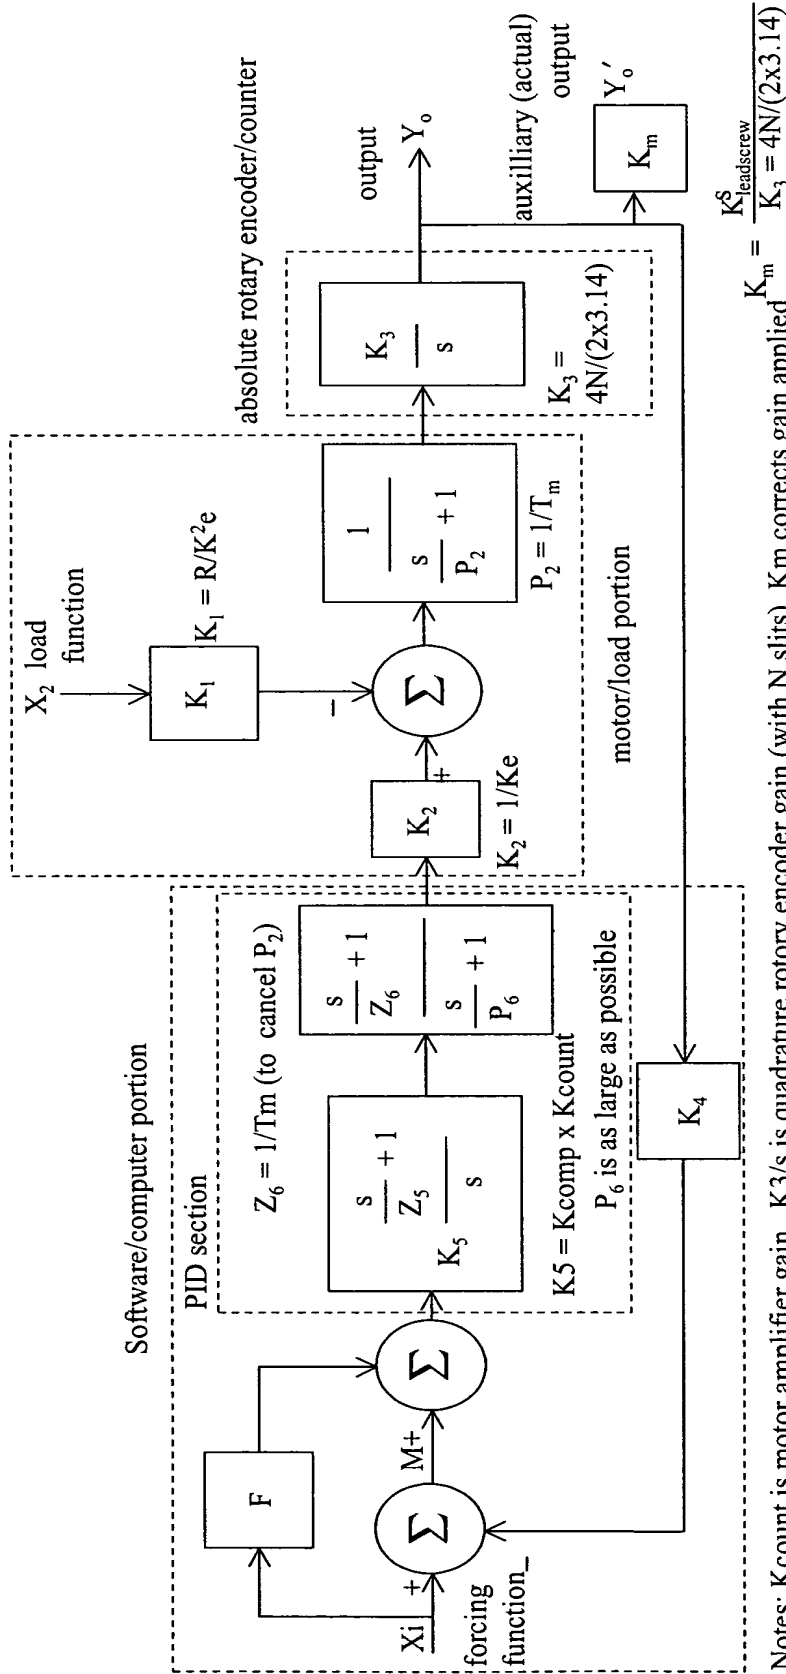 Software/computer portion
PID section
Xi
+
forcing
function_
F
Σ
M+
Σ
K5
s/Z5 + 1
s
K5 = Kcomp x Kcount
Z6 = 1/Tm (to cancel P2)
s/Z6 + 1
s/P6 + 1
P6 is as large as possible
K4
X2 load
function
K1
K1 = R/K²e
K2
K2 = 1/Ke
+
−
Σ
1
s/P2 + 1
P2 = 1/Tm
motor/load portion
absolute rotary encoder/counter
K3
s
K3 =
4N/(2x3.14)
output
Yo
auxilliary (actual)
output
Km
Yo′
Km = K^s leadscrew
K3 = 4N/(2x3.14)
Notes: Kcount is motor amplifier gain. K3/s is quadrature rotory encoder gain (with N slits). Km corrects gain applied